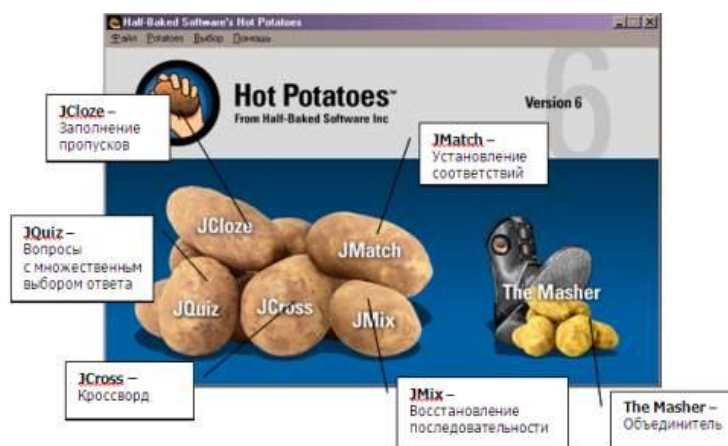 Half-Baked Software's Hot Potatoes
Файл Potatoes Выбор Помощь
Hot Potatoes™
From Half-Baked Software Inc
Version 6
6
JCloze –
Заполнение
пропусков
JMatch –
Установление
соответствий
JQuiz –
Вопросы
с множественным
выбором ответа
JCloze
JMatch
JQuiz
JCross
JMix
The Masher
JCross –
Кроссворд
JMix –
Восстановление
последовательности
The Masher –
Объединитель